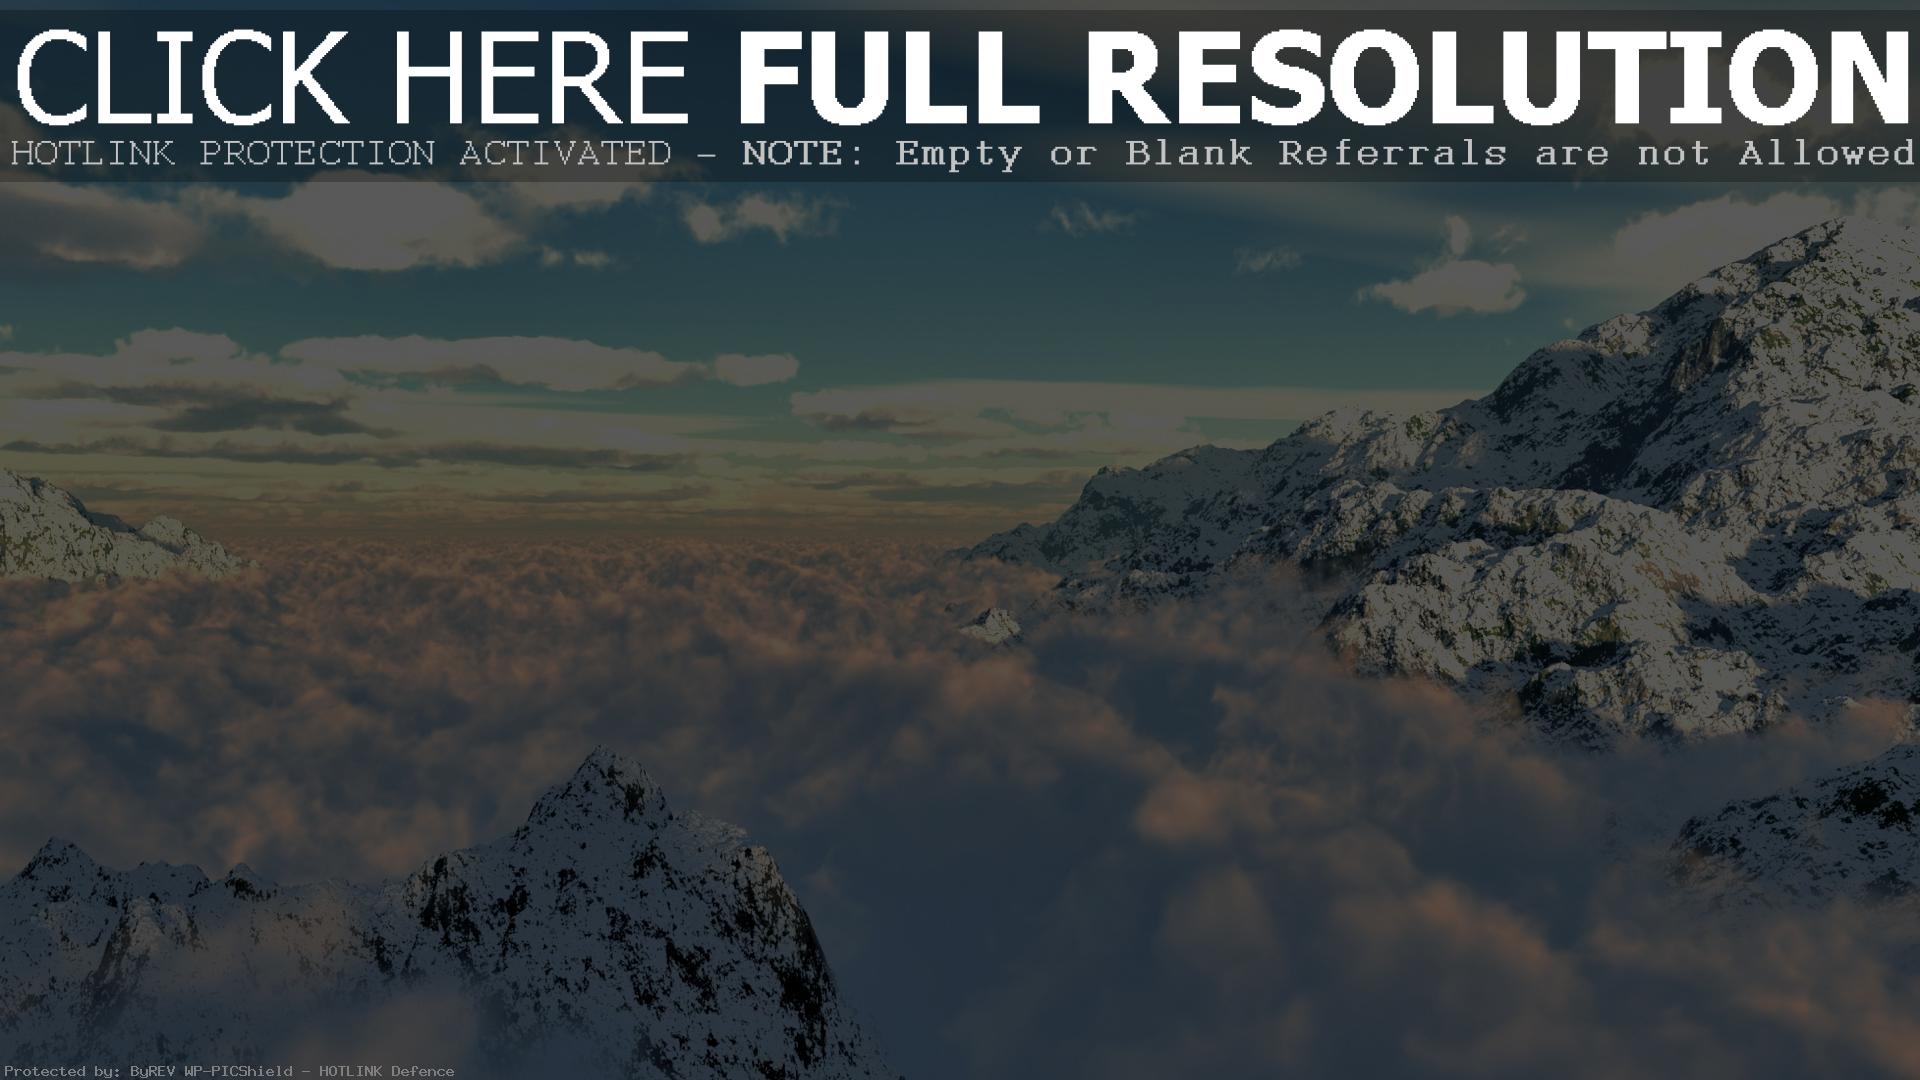 CLICK HERE FULL RESOLUTION
HOTLINK PROTECTION ACTIVATED - NOTE: Empty or Blank Referrals are not Allowed
Protected by: ByREV WP-PICShield - HOTLINK Defence